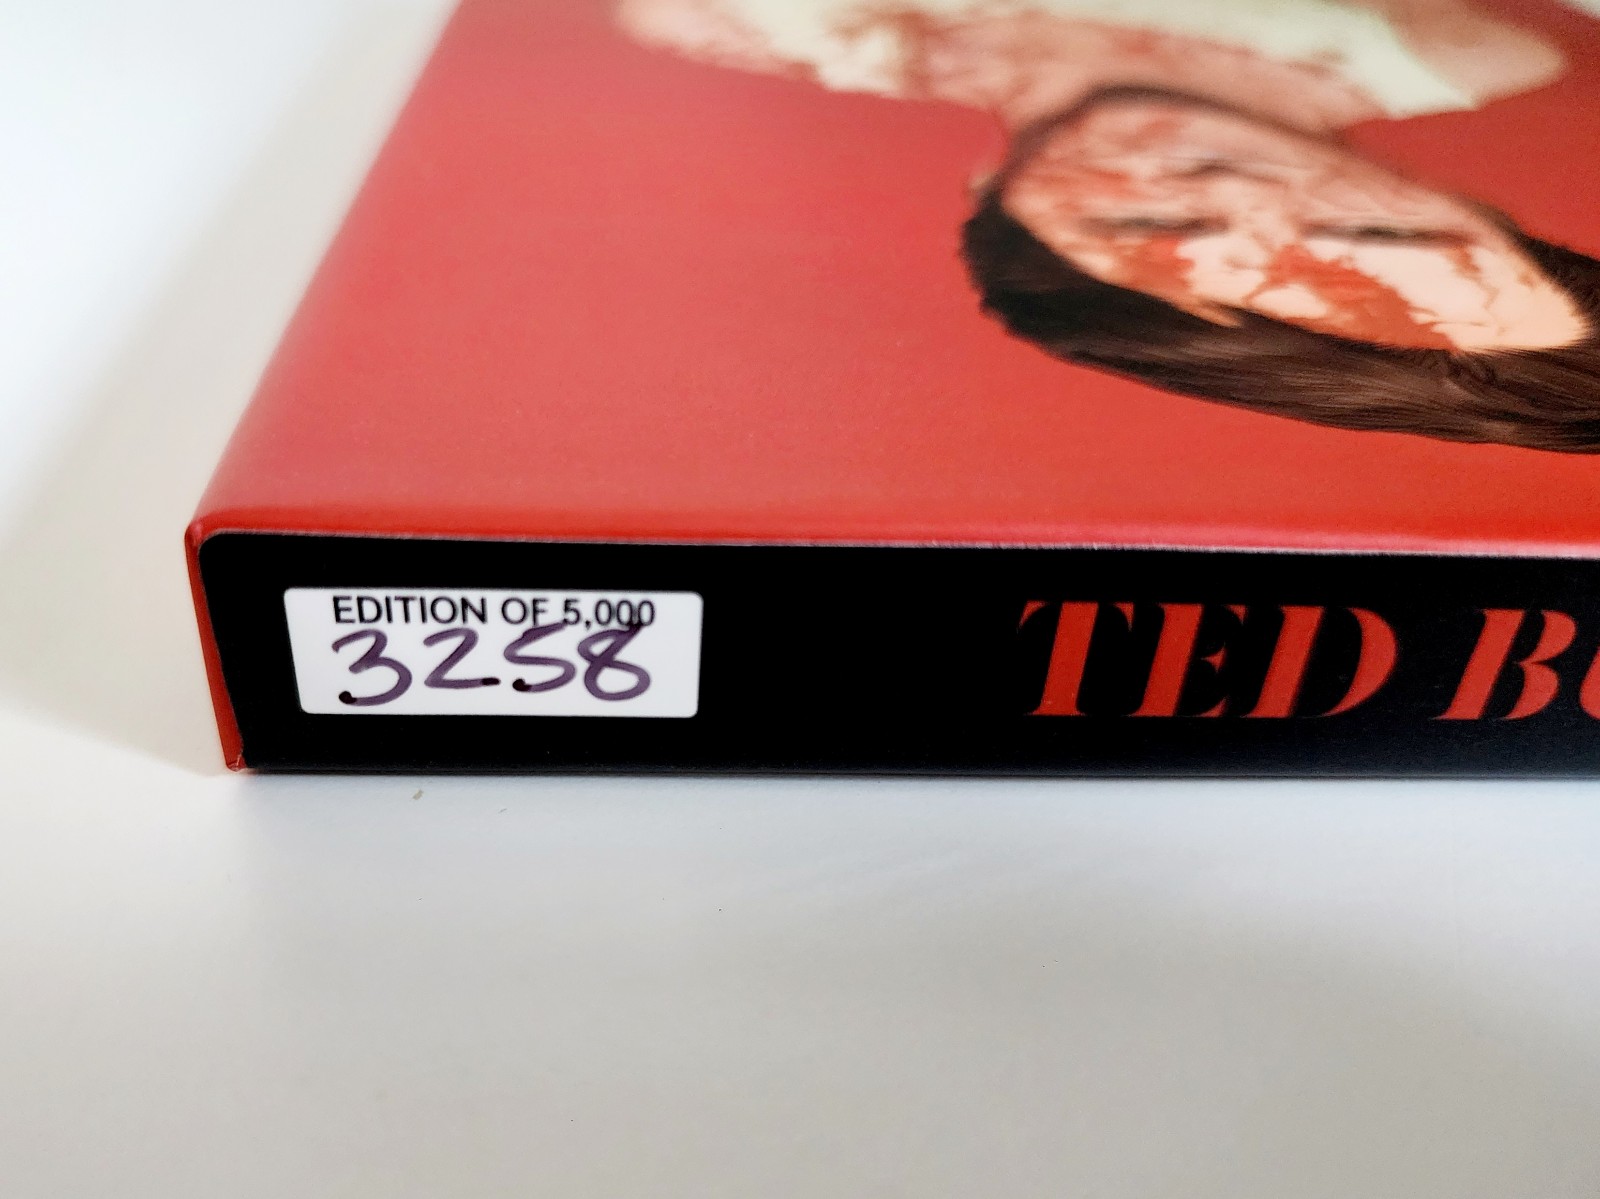 EDITION OF 5,000
3258
TED B